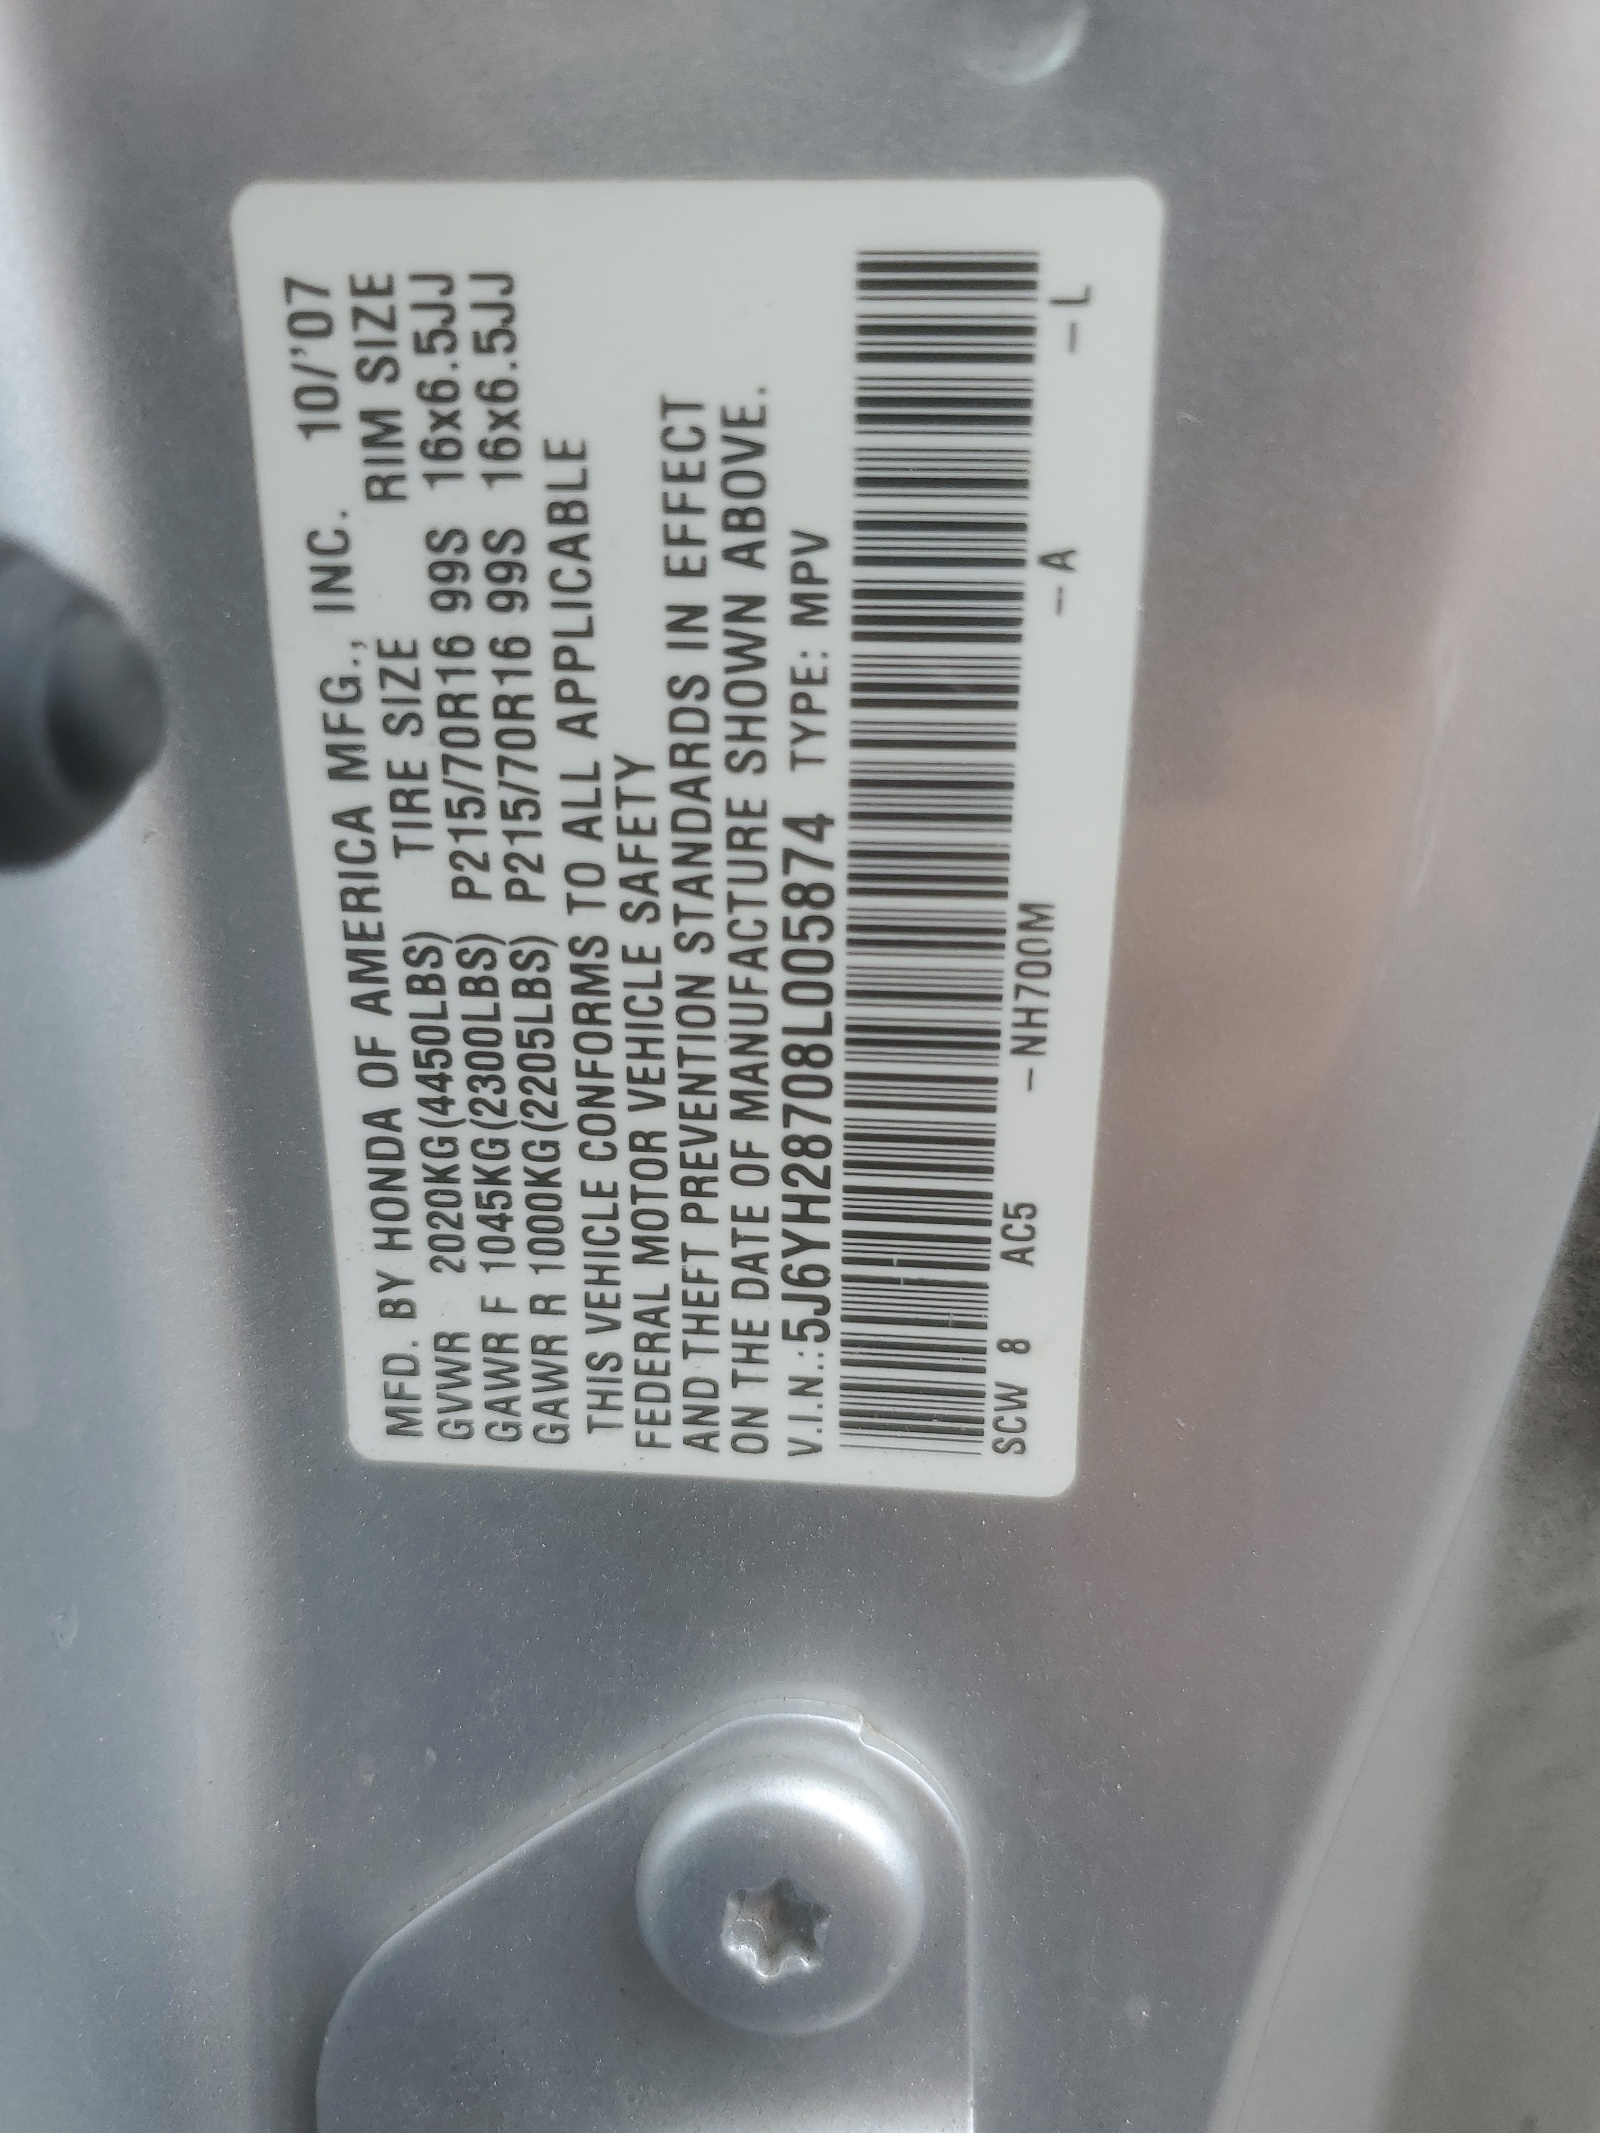 MFD. BY HONDA OF AMERICA MFG., INC. 10/'07
TIRE SIZE RIM SIZE
GVWR 2020KG(4450LBS)
GAWR F 1045KG(2300LBS) P215/70R16 99S 16x6.5JJ
GAWR R 1000KG(2205LBS) P215/70R16 99S 16x6.5JJ
THIS VEHICLE CONFORMS TO ALL APPLICABLE
FEDERAL MOTOR VEHICLE SAFETY
AND THEFT PREVENTION STANDARDS IN EFFECT
ON THE DATE OF MANUFACTURE SHOWN ABOVE.
V.I.N.:5J6YH28708L005874 TYPE: MPV
SCW 8 AC5 –NH700M –A –L